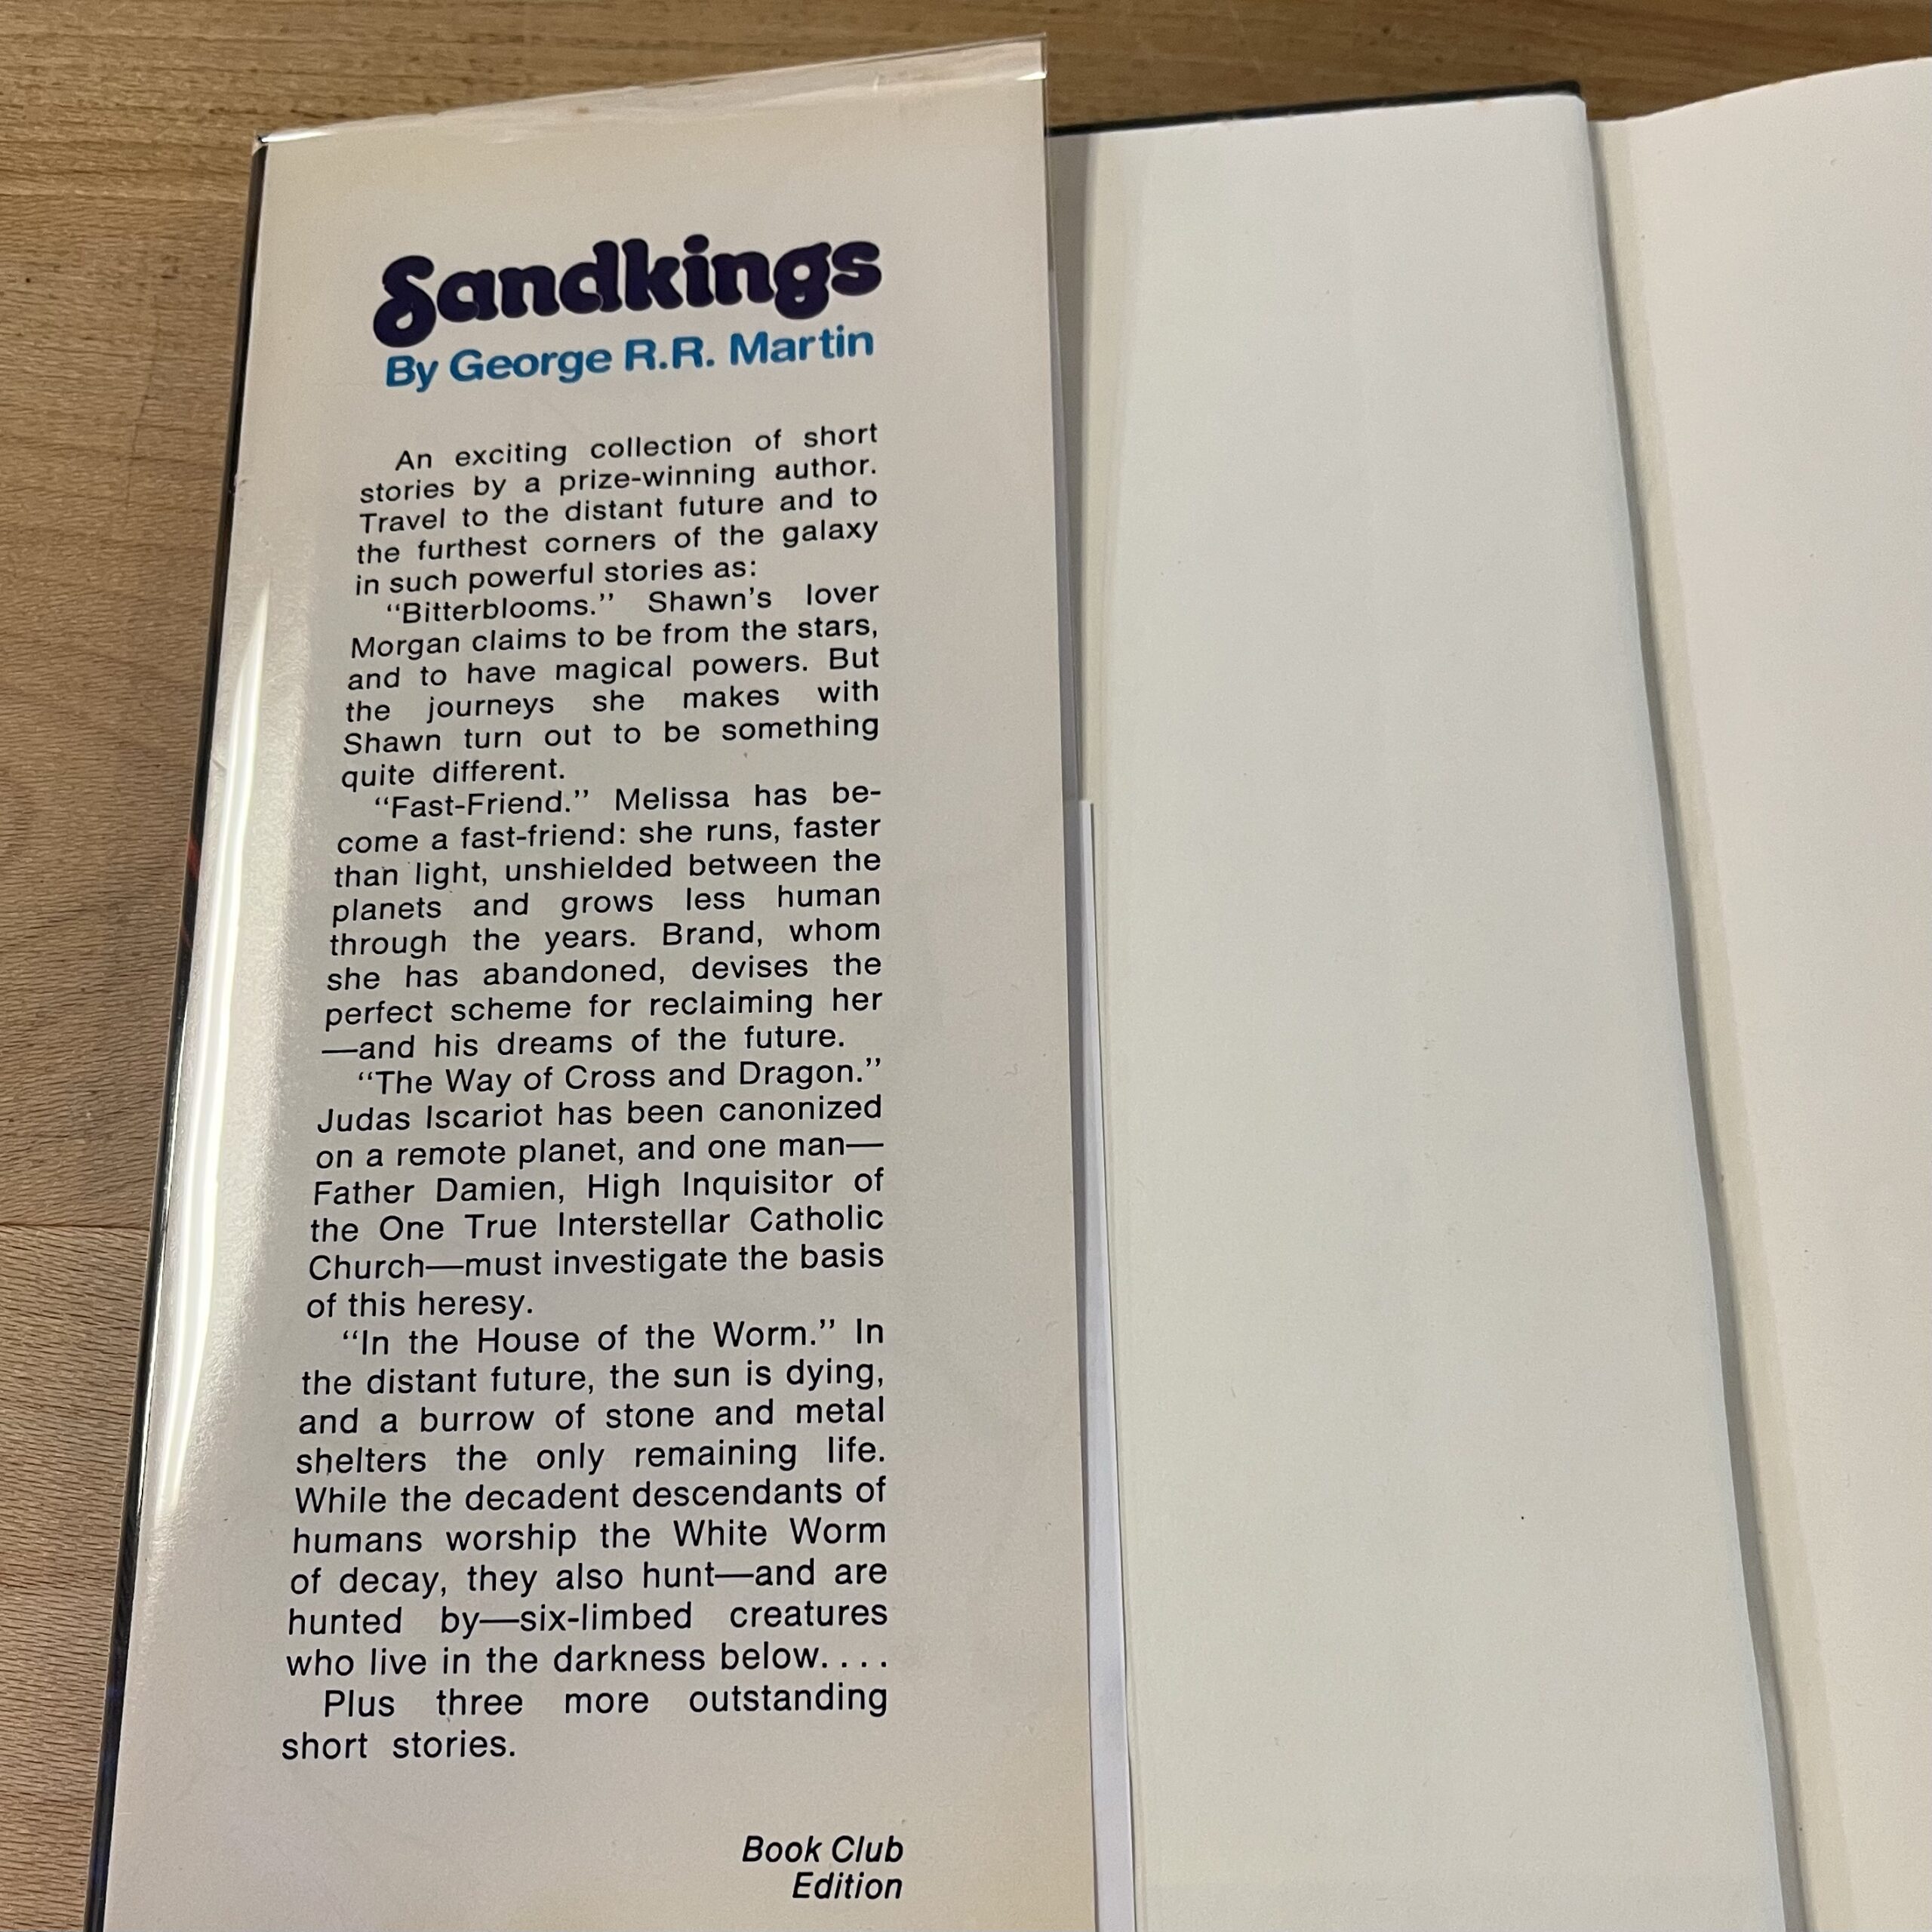 Sandkings
By George R.R. Martin
An exciting collection of short
stories by a prize-winning author.
Travel to the distant future and to
the furthest corners of the galaxy
in such powerful stories as:
“Bitterblooms.” Shawn’s lover
Morgan claims to be from the stars,
and to have magical powers. But
the journeys she makes with
Shawn turn out to be something
quite different.
“Fast-Friend.” Melissa has be-
come a fast-friend: she runs, faster
than light, unshielded between the
planets and grows less human
through the years. Brand, whom
she has abandoned, devises the
perfect scheme for reclaiming her
—and his dreams of the future.
“The Way of Cross and Dragon.”
Judas Iscariot has been canonized
on a remote planet, and one man—
Father Damien, High Inquisitor of
the One True Interstellar Catholic
Church—must investigate the basis
of this heresy.
“In the House of the Worm.” In
the distant future, the sun is dying,
and a burrow of stone and metal
shelters the only remaining life.
While the decadent descendants of
humans worship the White Worm
of decay, they also hunt—and are
hunted by—six-limbed creatures
who live in the darkness below. . . .
Plus three more outstanding
short stories.
Book Club
Edition